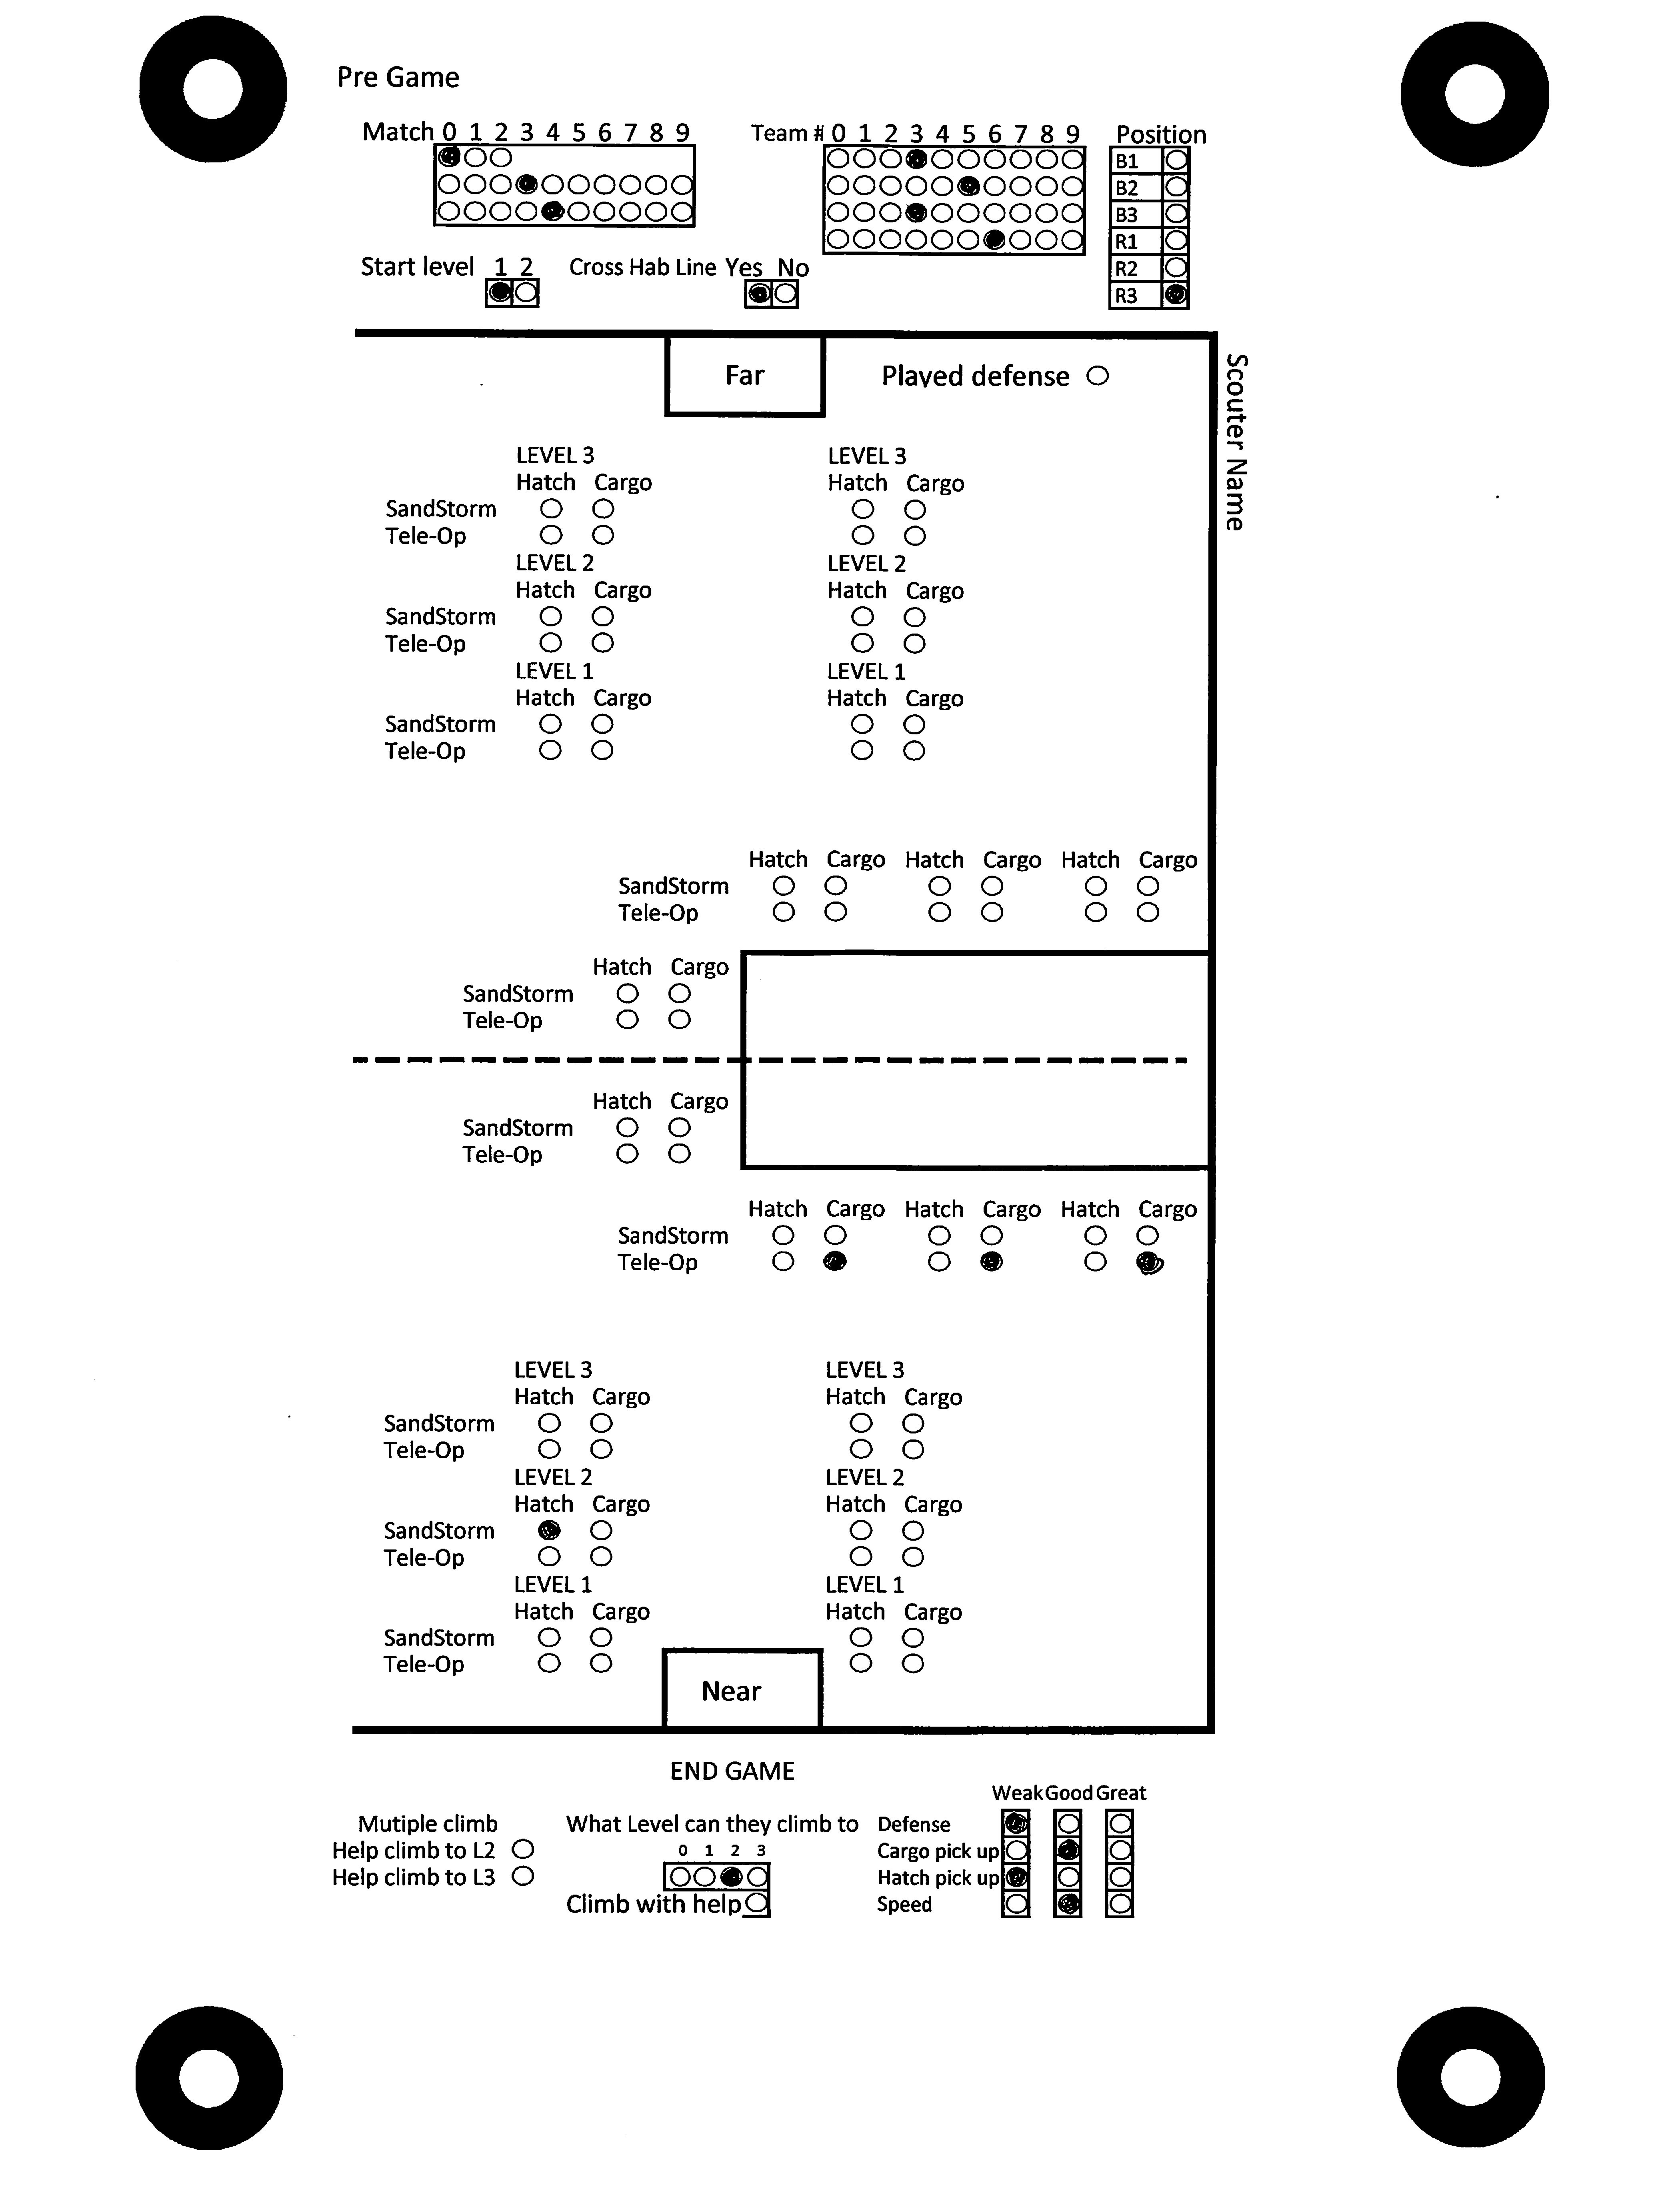 Pre Game
Match 0 1 2 3 4 5 6 7 8 9
Team # 0 1 2 3 4 5 6 7 8 9
Position
B1
B2
B3
R1
R2
R3
Start level 1 2
Cross Hab Line Yes No
Far
Played defense
Scouter Name
LEVEL 3 LEVEL 3
Hatch Cargo Hatch Cargo
SandStorm
Tele-Op
LEVEL 2 LEVEL 2
Hatch Cargo Hatch Cargo
SandStorm
Tele-Op
LEVEL 1 LEVEL 1
Hatch Cargo Hatch Cargo
SandStorm
Tele-Op
Hatch Cargo Hatch Cargo Hatch Cargo
SandStorm
Tele-Op
Hatch Cargo
SandStorm
Tele-Op
Hatch Cargo
SandStorm
Tele-Op
Hatch Cargo Hatch Cargo Hatch Cargo
SandStorm
Tele-Op
LEVEL 3 LEVEL 3
Hatch Cargo Hatch Cargo
SandStorm
Tele-Op
LEVEL 2 LEVEL 2
Hatch Cargo Hatch Cargo
SandStorm
Tele-Op
LEVEL 1 LEVEL 1
Hatch Cargo Hatch Cargo
SandStorm
Tele-Op
Near
END GAME
Mutiple climb
Help climb to L2
Help climb to L3
What Level can they climb to
0 1 2 3
Climb with help
Weak Good Great
Defense
Cargo pick up
Hatch pick up
Speed